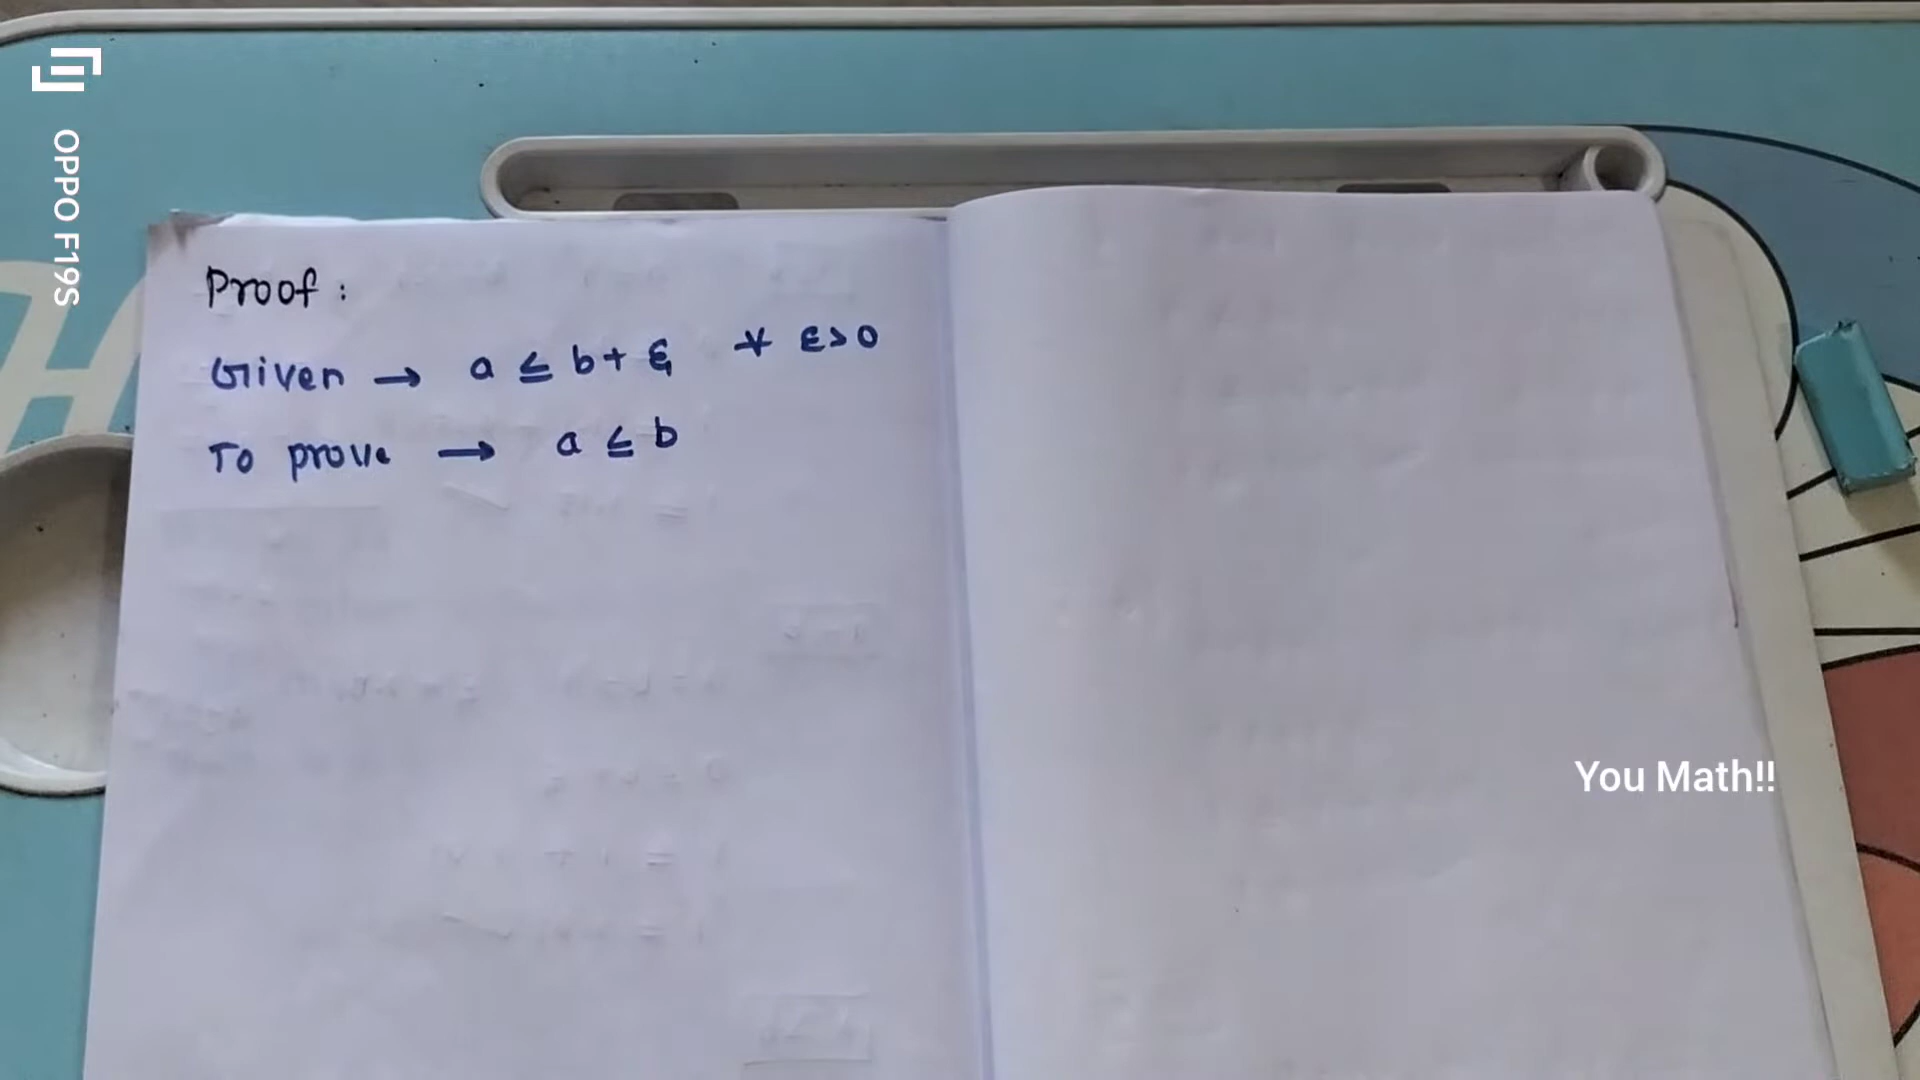 OPPO F19S
Proof :
Given → a ≤ b + ε ∀ ε > 0
To prove → a ≤ b
You Math!!